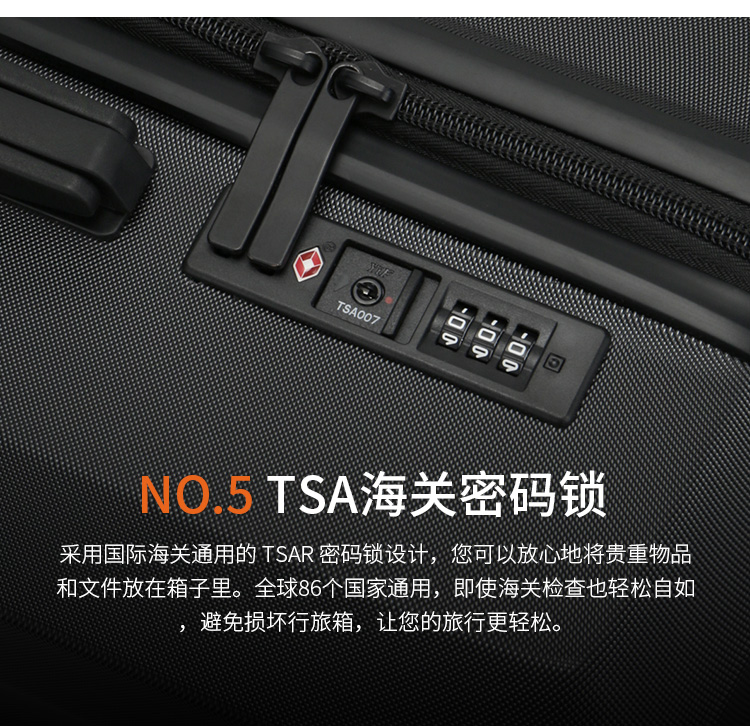 TSA007
0 0 0
9 9 9
NO.5 TSA海关密码锁
采用国际海关通用的 TSAR 密码锁设计，您可以放心地将贵重物品
和文件放在箱子里。全球86个国家通用，即使海关检查也轻松自如
，避免损坏行旅箱，让您的旅行更轻松。